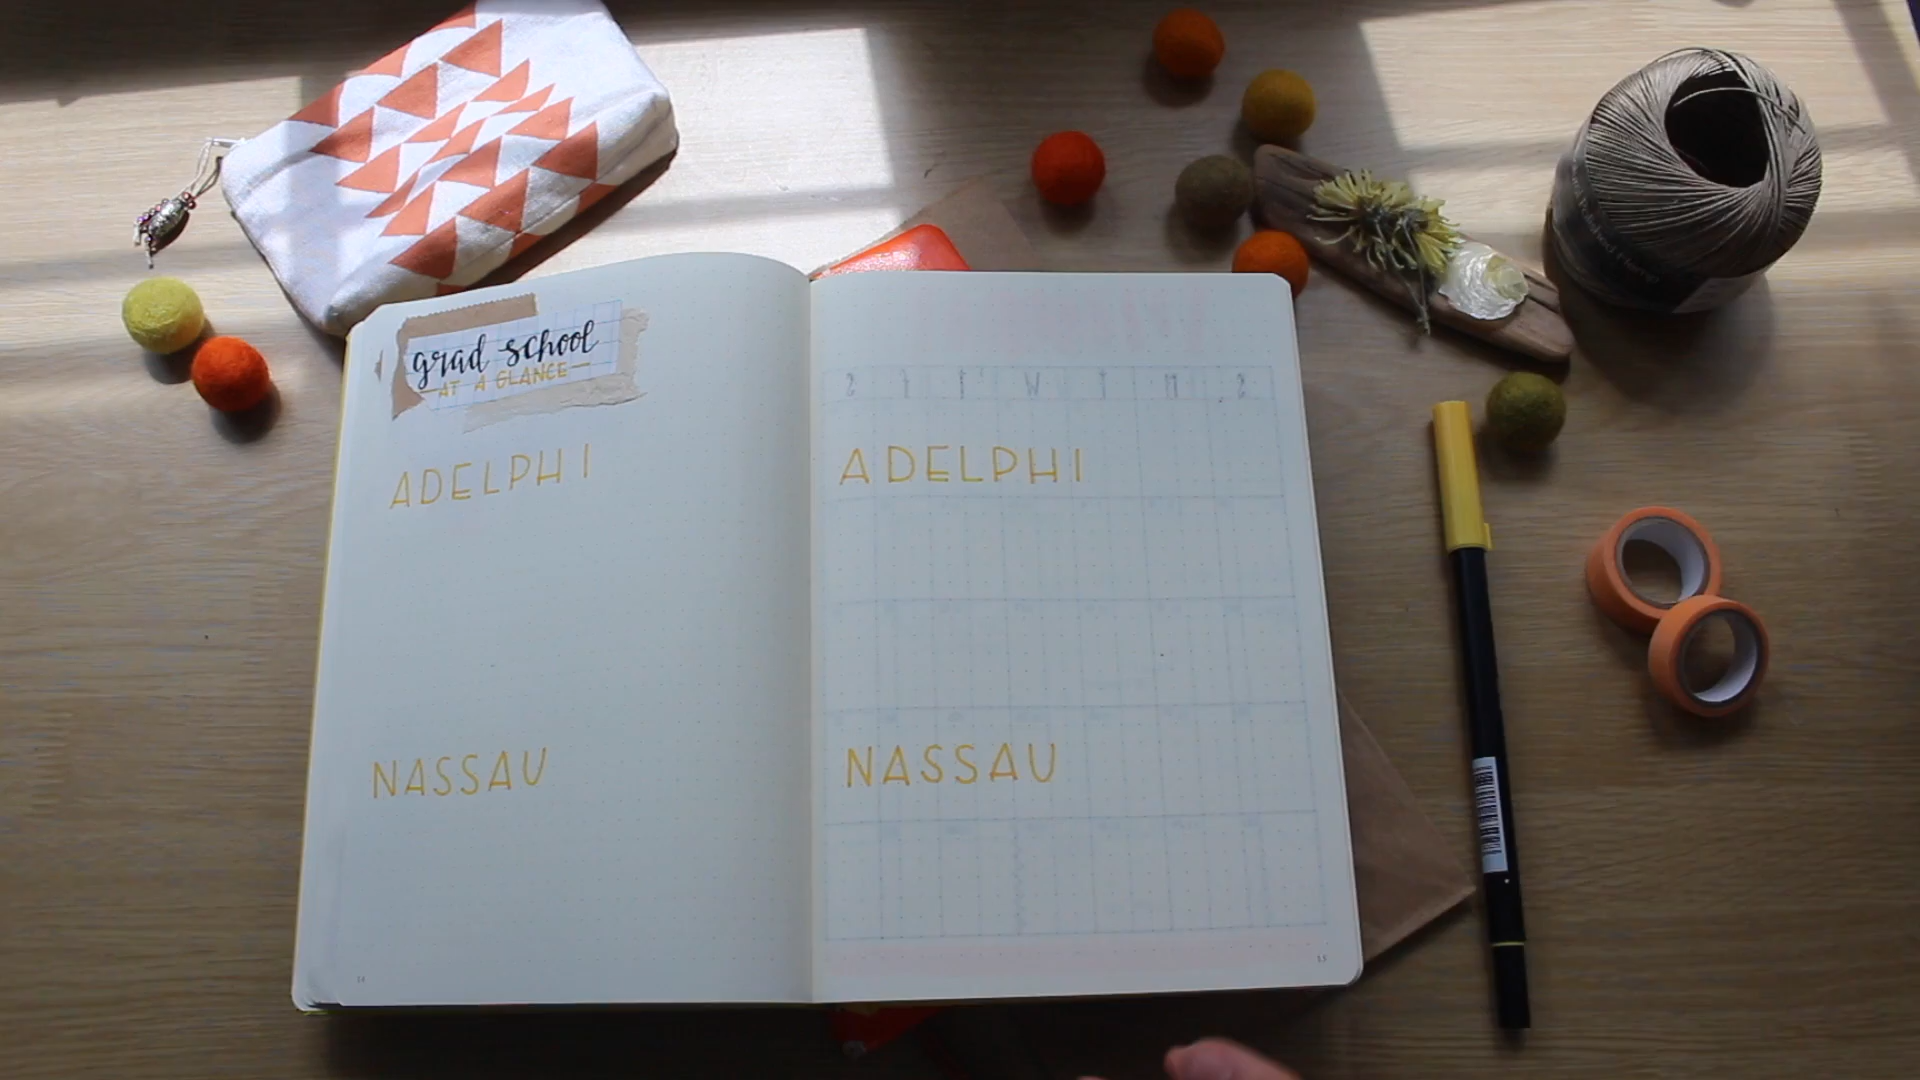 grad school
AT A GLANCE
ADELPHI
NASSAU
ADELPHI
NASSAU